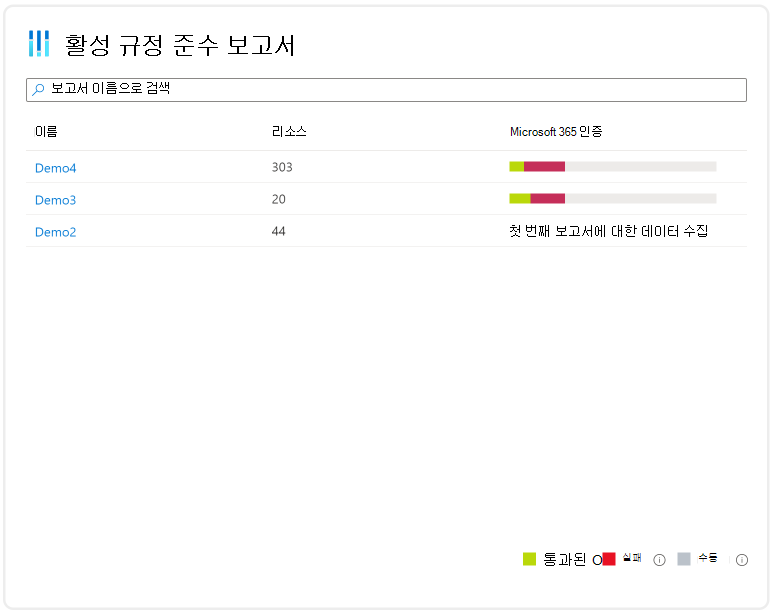 활성 규정 준수 보고서
보고서 이름으로 검색
이름 리소스 Microsoft 365 인증
Demo4 303
Demo3 20
Demo2 44 첫 번째 보고서에 대한 데이터 수집
통과된 O 실패 수동